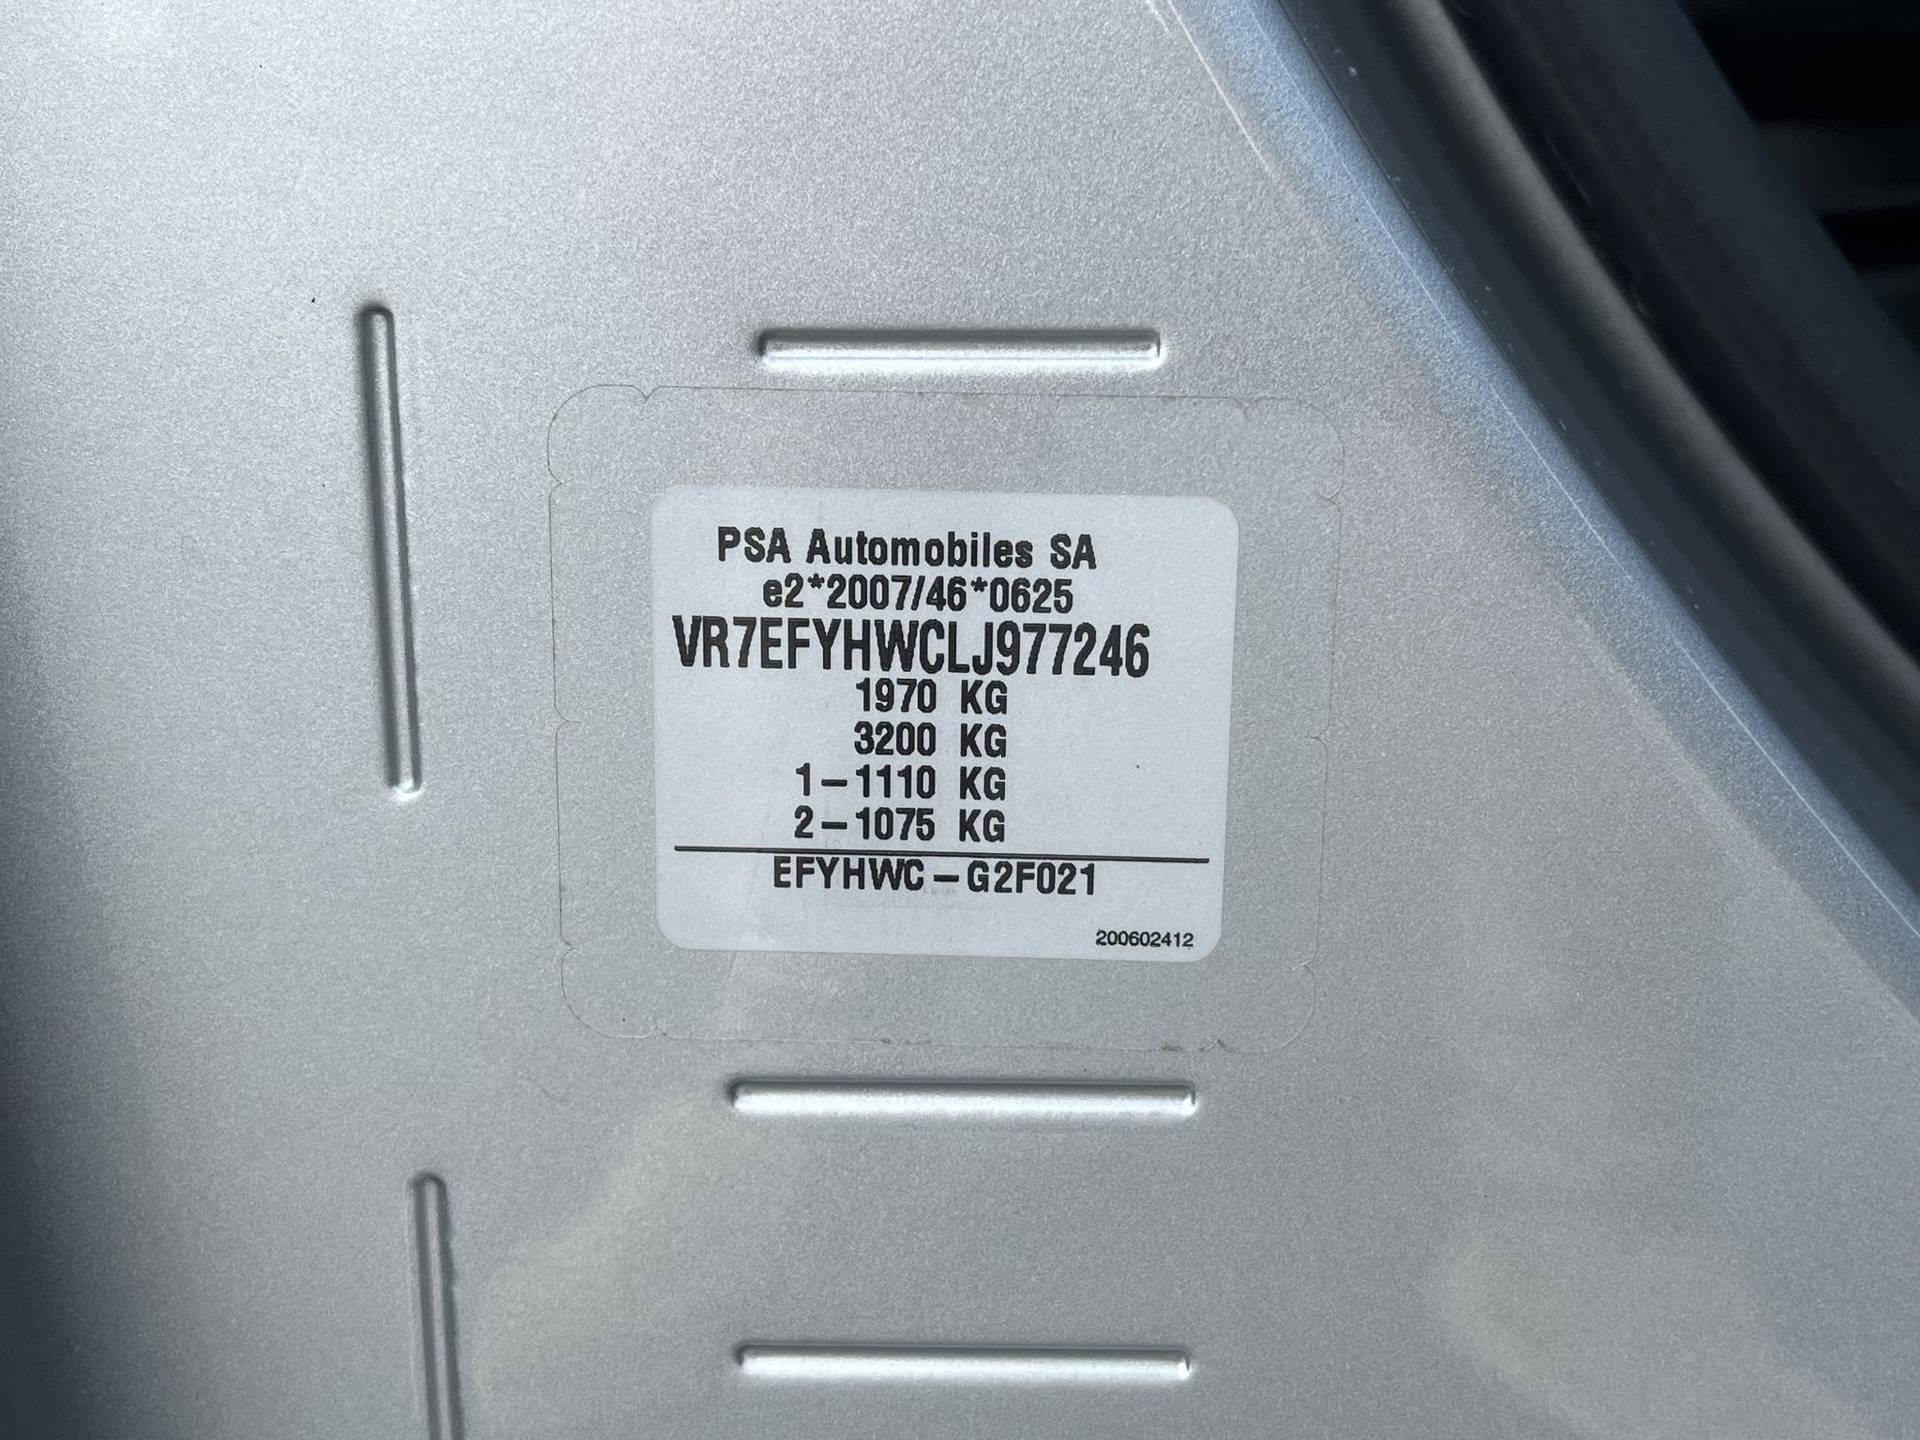 PSA Automobiles SA
e2*2007/46*0625
VR7EFYHWCLJ977246
1970 KG
3200 KG
1-1110 KG
2-1075 KG
EFYHWC-G2F021
200602412